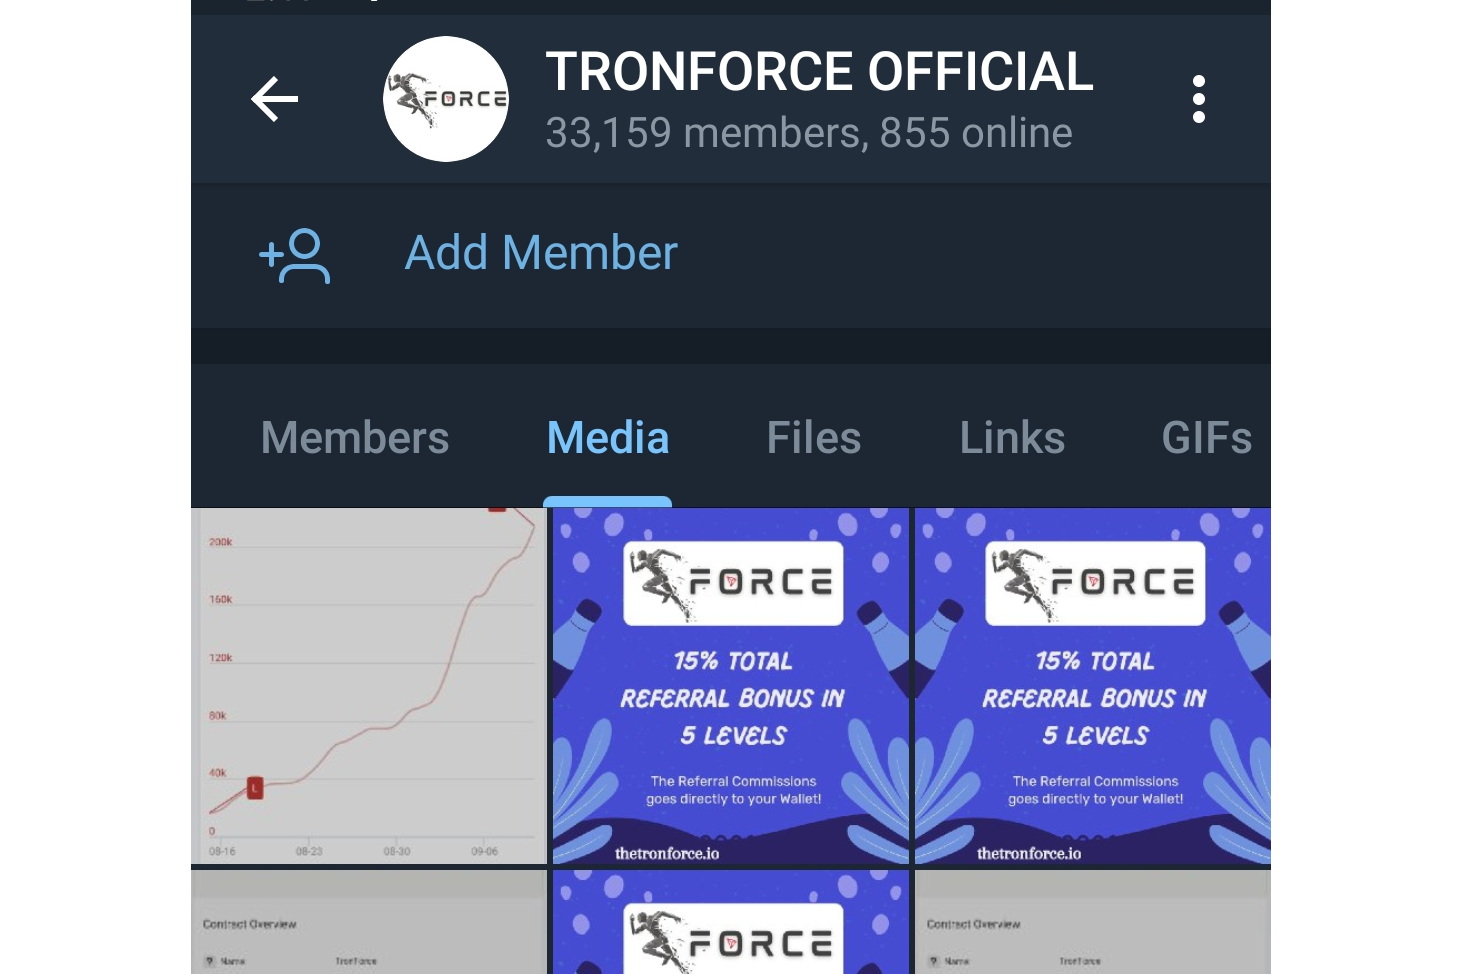 TRONFORCE OFFICIAL
33,159 members, 855 online
FORCE
Add Member
Members Media Files Links GIFs
200k
160k
120k
80k
40k
L
0
08-16 08-23 08-30 09-06
FORCE
15% TOTAL
REFERRAL BONUS IN
5 LEVELS
The Referral Commissions
goes directly to your Wallet!
thetronforce.io
FORCE
15% TOTAL
REFERRAL BONUS IN
5 LEVELS
The Referral Commissions
goes directly to your Wallet!
thetronforce.io
Contract Overview
? Name: TronForce
FORCE
Contract Overview
? Name: TronForce